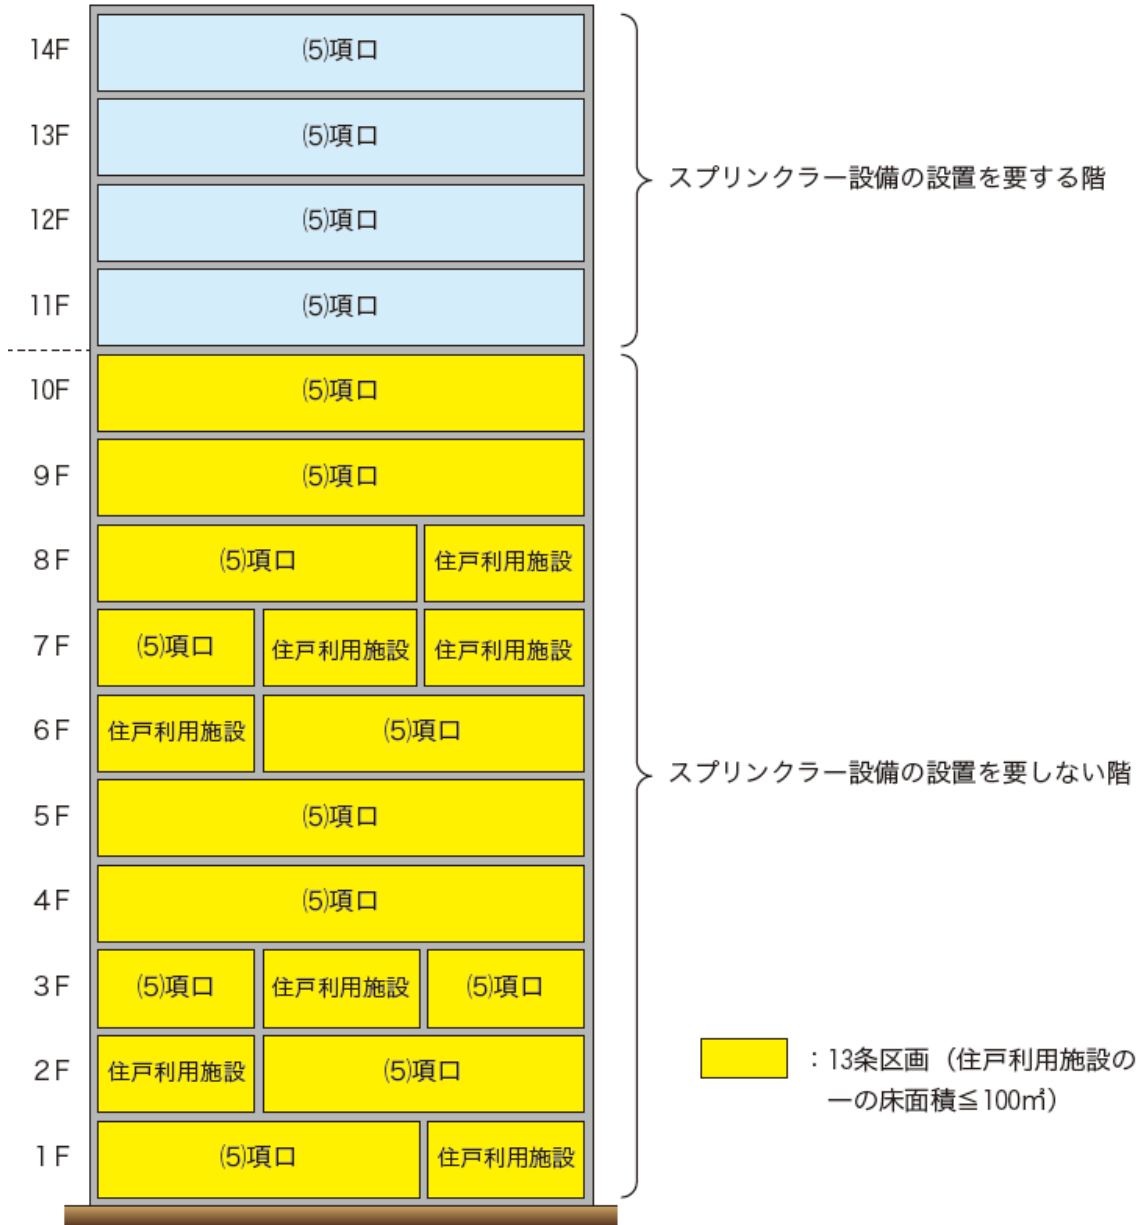 14F ⑸項ロ
13F ⑸項ロ
スプリンクラー設備の設置を要する階
12F ⑸項ロ
11F ⑸項ロ
10F ⑸項ロ
9F ⑸項ロ
8F ⑸項ロ 住戸利用施設
7F ⑸項ロ 住戸利用施設 住戸利用施設
6F 住戸利用施設 ⑸項ロ
スプリンクラー設備の設置を要しない階
5F ⑸項ロ
4F ⑸項ロ
3F ⑸項ロ 住戸利用施設 ⑸項ロ
2F 住戸利用施設 ⑸項ロ
1F ⑸項ロ 住戸利用施設
：13条区画（住戸利用施設の
一の床面積≦100㎡）